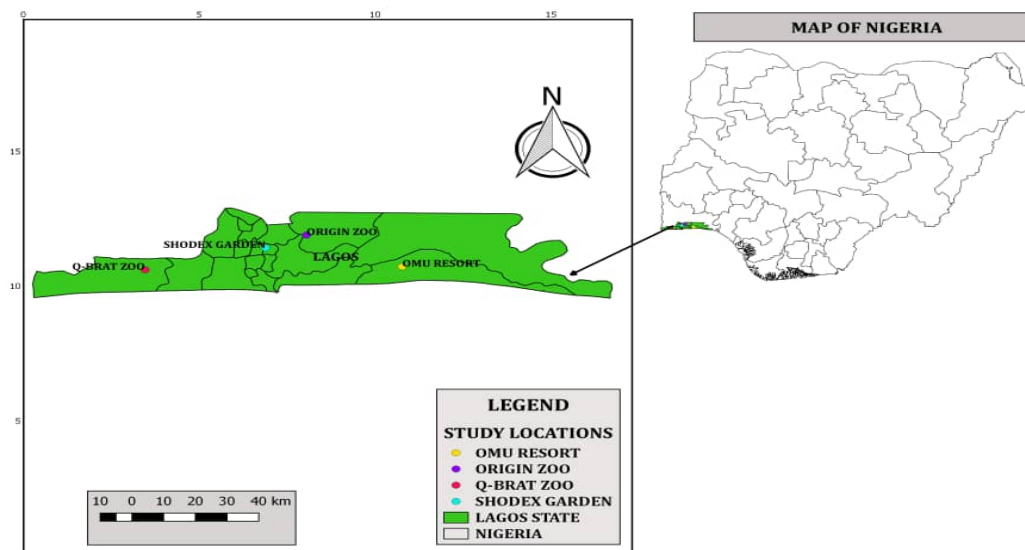 0 5 10 15
MAP OF NIGERIA
N
15
ORIGIN ZOO
SHODEX GARDEN
LAGOS
Q-BRAT ZOO
OMU RESORT
10
5
LEGEND
STUDY LOCATIONS
OMU RESORT
ORIGIN ZOO
Q-BRAT ZOO
SHODEX GARDEN
LAGOS STATE
NIGERIA
10 0 10 20 30 40 km